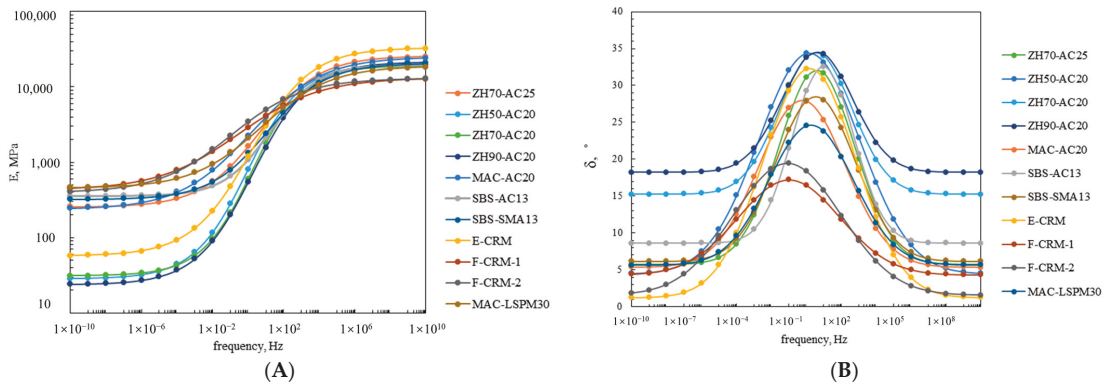 100,000
10,000
1,000
100
10
E, MPa
1×10⁻¹⁰ 1×10⁻⁶ 1×10⁻² 1×10² 1×10⁶ 1×10¹⁰
frequency, Hz
ZH70-AC25
ZH50-AC20
ZH70-AC20
ZH90-AC20
MAC-AC20
SBS-AC13
SBS-SMA13
E-CRM
F-CRM-1
F-CRM-2
MAC-LSPM30
(A)
40
35
30
25
20
15
10
5
0
δ, °
1×10⁻¹⁰ 1×10⁻⁷ 1×10⁻⁴ 1×10⁻¹ 1×10² 1×10⁵ 1×10⁸
frequency, Hz
ZH70-AC25
ZH50-AC20
ZH70-AC20
ZH90-AC20
MAC-AC20
SBS-AC13
SBS-SMA13
E-CRM
F-CRM-1
F-CRM-2
MAC-LSPM30
(B)